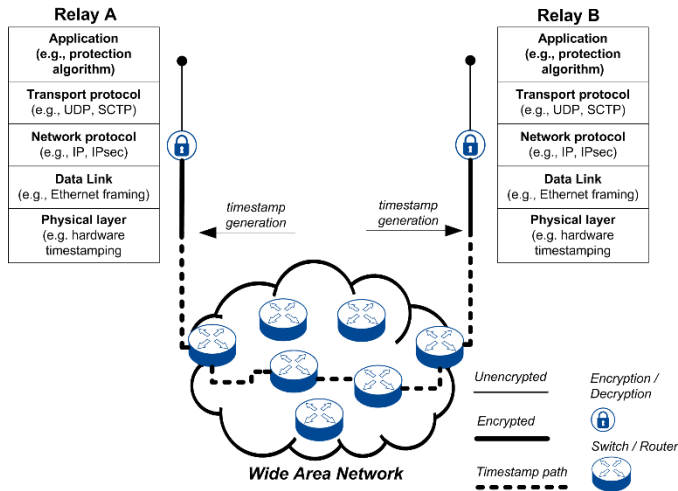 Relay A
Application
(e.g., protection
algorithm)
Transport protocol
(e.g., UDP, SCTP)
Network protocol
(e.g., IP, IPsec)
Data Link
(e.g., Ethernet framing)
Physical layer
(e.g. hardware
timestamping
Relay B
Application
(e.g., protection
algorithm)
Transport protocol
(e.g., UDP, SCTP)
Network protocol
(e.g., IP, IPsec)
Data Link
(e.g., Ethernet framing)
Physical layer
(e.g. hardware
timestamping
timestamp
generation
timestamp
generation
Wide Area Network
Unencrypted
Encrypted
Timestamp path
Encryption /
Decryption
Switch / Router